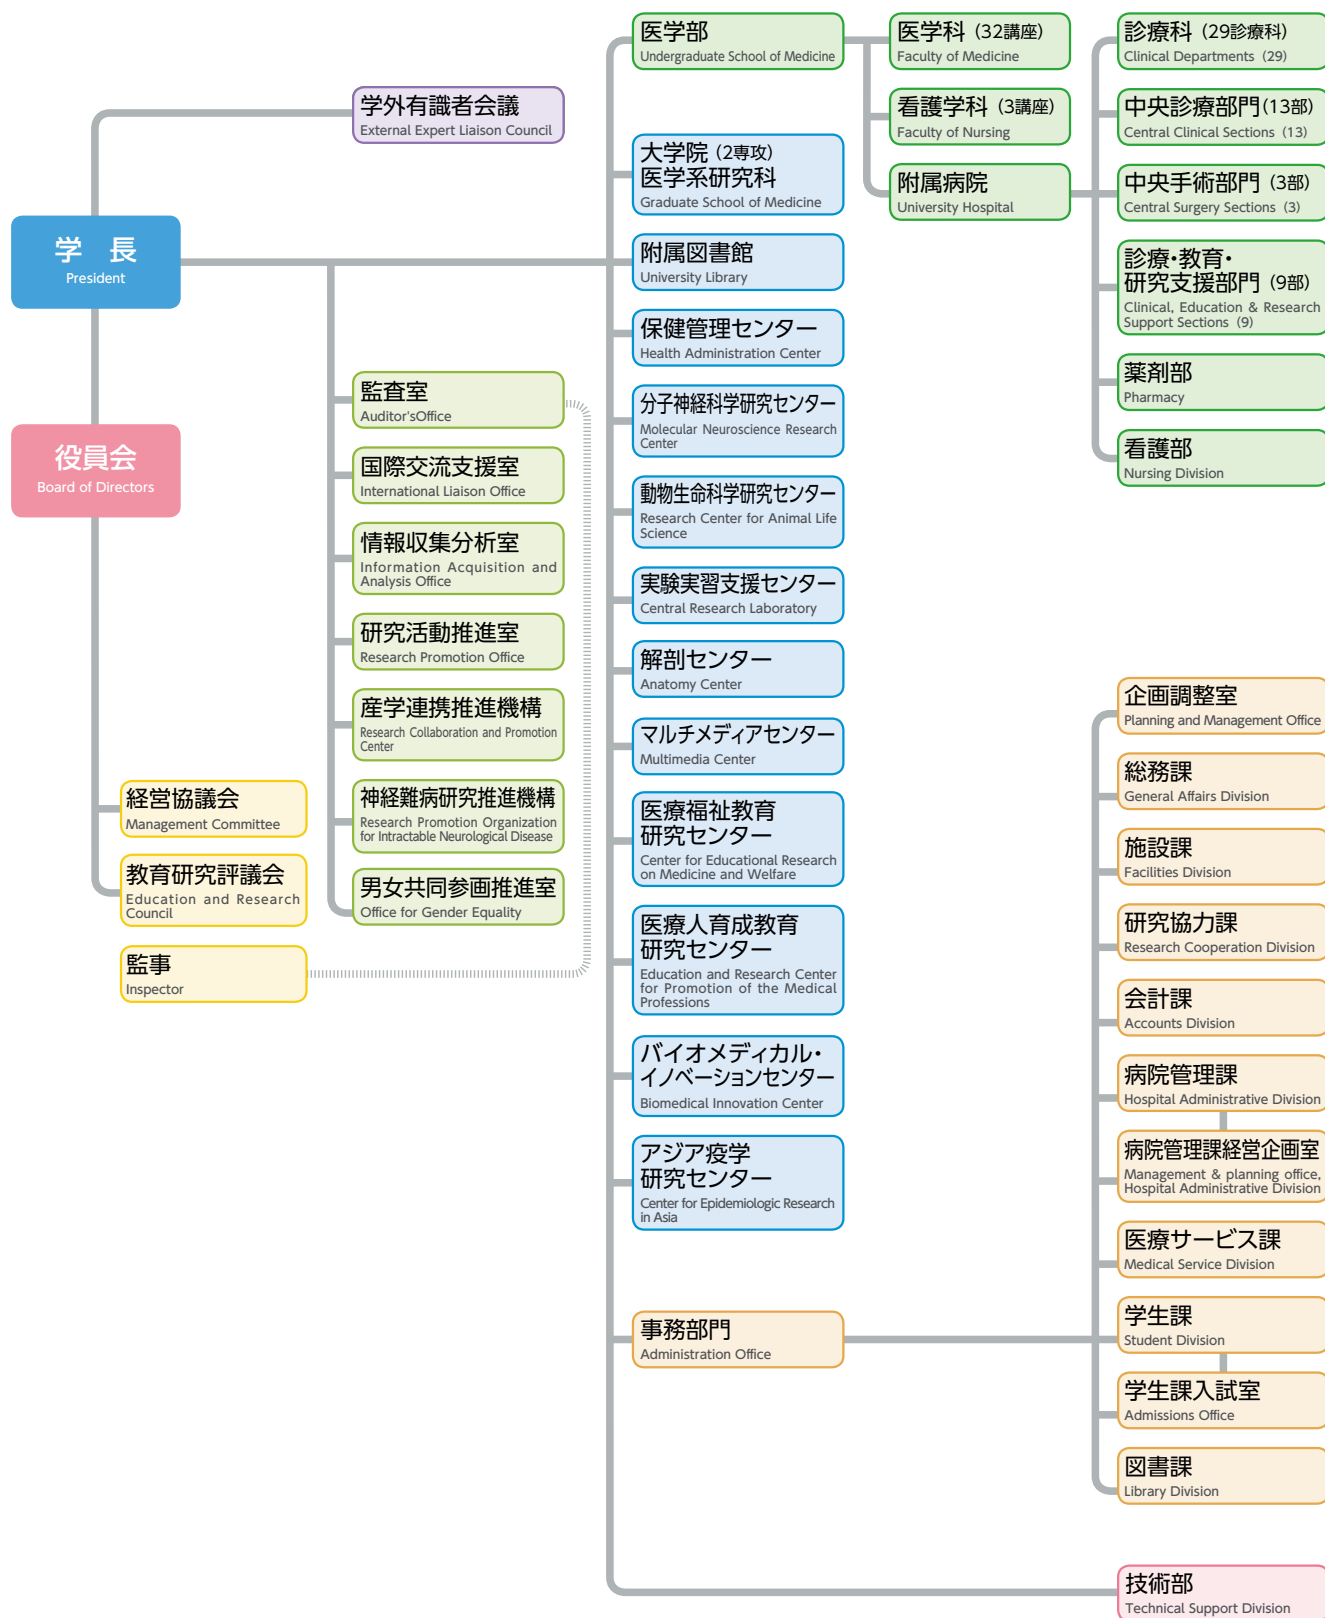 学外有識者会議
External Expert Liaison Council
学　長
President
役員会
Board of Directors
経営協議会
Management Committee
教育研究評議会
Education and Research
Council
監事
Inspector
監査室
Auditor'sOffice
国際交流支援室
International Liaison Office
情報収集分析室
Information Acquisition and
Analysis Office
研究活動推進室
Research Promotion Office
産学連携推進機構
Research Collaboration and Promotion
Center
神経難病研究推進機構
Research Promotion Organization
for Intractable Neurological Disease
男女共同参画推進室
Office for Gender Equality
医学部
Undergraduate School of Medicine
大学院（2専攻）
医学系研究科
Graduate School of Medicine
附属図書館
University Library
保健管理センター
Health Administration Center
分子神経科学研究センター
Molecular Neuroscience Research
Center
動物生命科学研究センター
Research Center for Animal Life
Science
実験実習支援センター
Central Research Laboratory
解剖センター
Anatomy Center
マルチメディアセンター
Multimedia Center
医療福祉教育
研究センター
Center for Educational Research
on Medicine and Welfare
医療人育成教育
研究センター
Education and Research Center
for Promotion of the Medical
Professions
バイオメディカル・
イノベーションセンター
Biomedical Innovation Center
アジア疫学
研究センター
Center for Epidemiologic Research
in Asia
事務部門
Administration Office
医学科（32講座）
Faculty of Medicine
看護学科（3講座）
Faculty of Nursing
附属病院
University Hospital
診療科（29診療科）
Clinical Departments（29）
中央診療部門（13部）
Central Clinical Sections（13）
中央手術部門（3部）
Central Surgery Sections（3）
診療・教育・
研究支援部門（9部）
Clinical, Education & Research
Support Sections（9）
薬剤部
Pharmacy
看護部
Nursing Division
企画調整室
Planning and Management Office
総務課
General Affairs Division
施設課
Facilities Division
研究協力課
Research Cooperation Division
会計課
Accounts Division
病院管理課
Hospital Administrative Division
病院管理課経営企画室
Management & planning office,
Hospital Administrative Division
医療サービス課
Medical Service Division
学生課
Student Division
学生課入試室
Admissions Office
図書課
Library Division
技術部
Technical Support Division